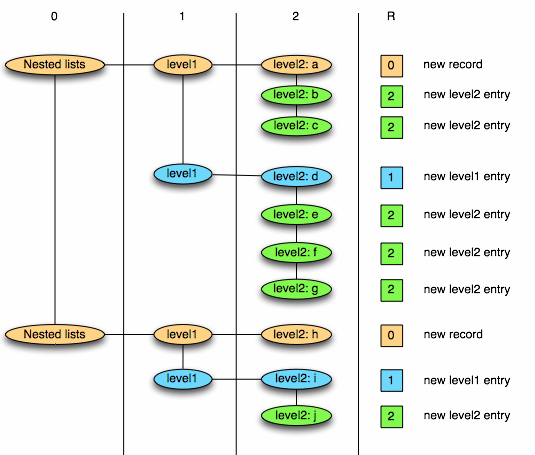 0 1 2 R
Nested lists level1 level2: a 0 new record
level2: b 2 new level2 entry
level2: c 2 new level2 entry
level1 level2: d 1 new level1 entry
level2: e 2 new level2 entry
level2: f 2 new level2 entry
level2: g 2 new level2 entry
Nested lists level1 level2: h 0 new record
level1 level2: i 1 new level1 entry
level2: j 2 new level2 entry